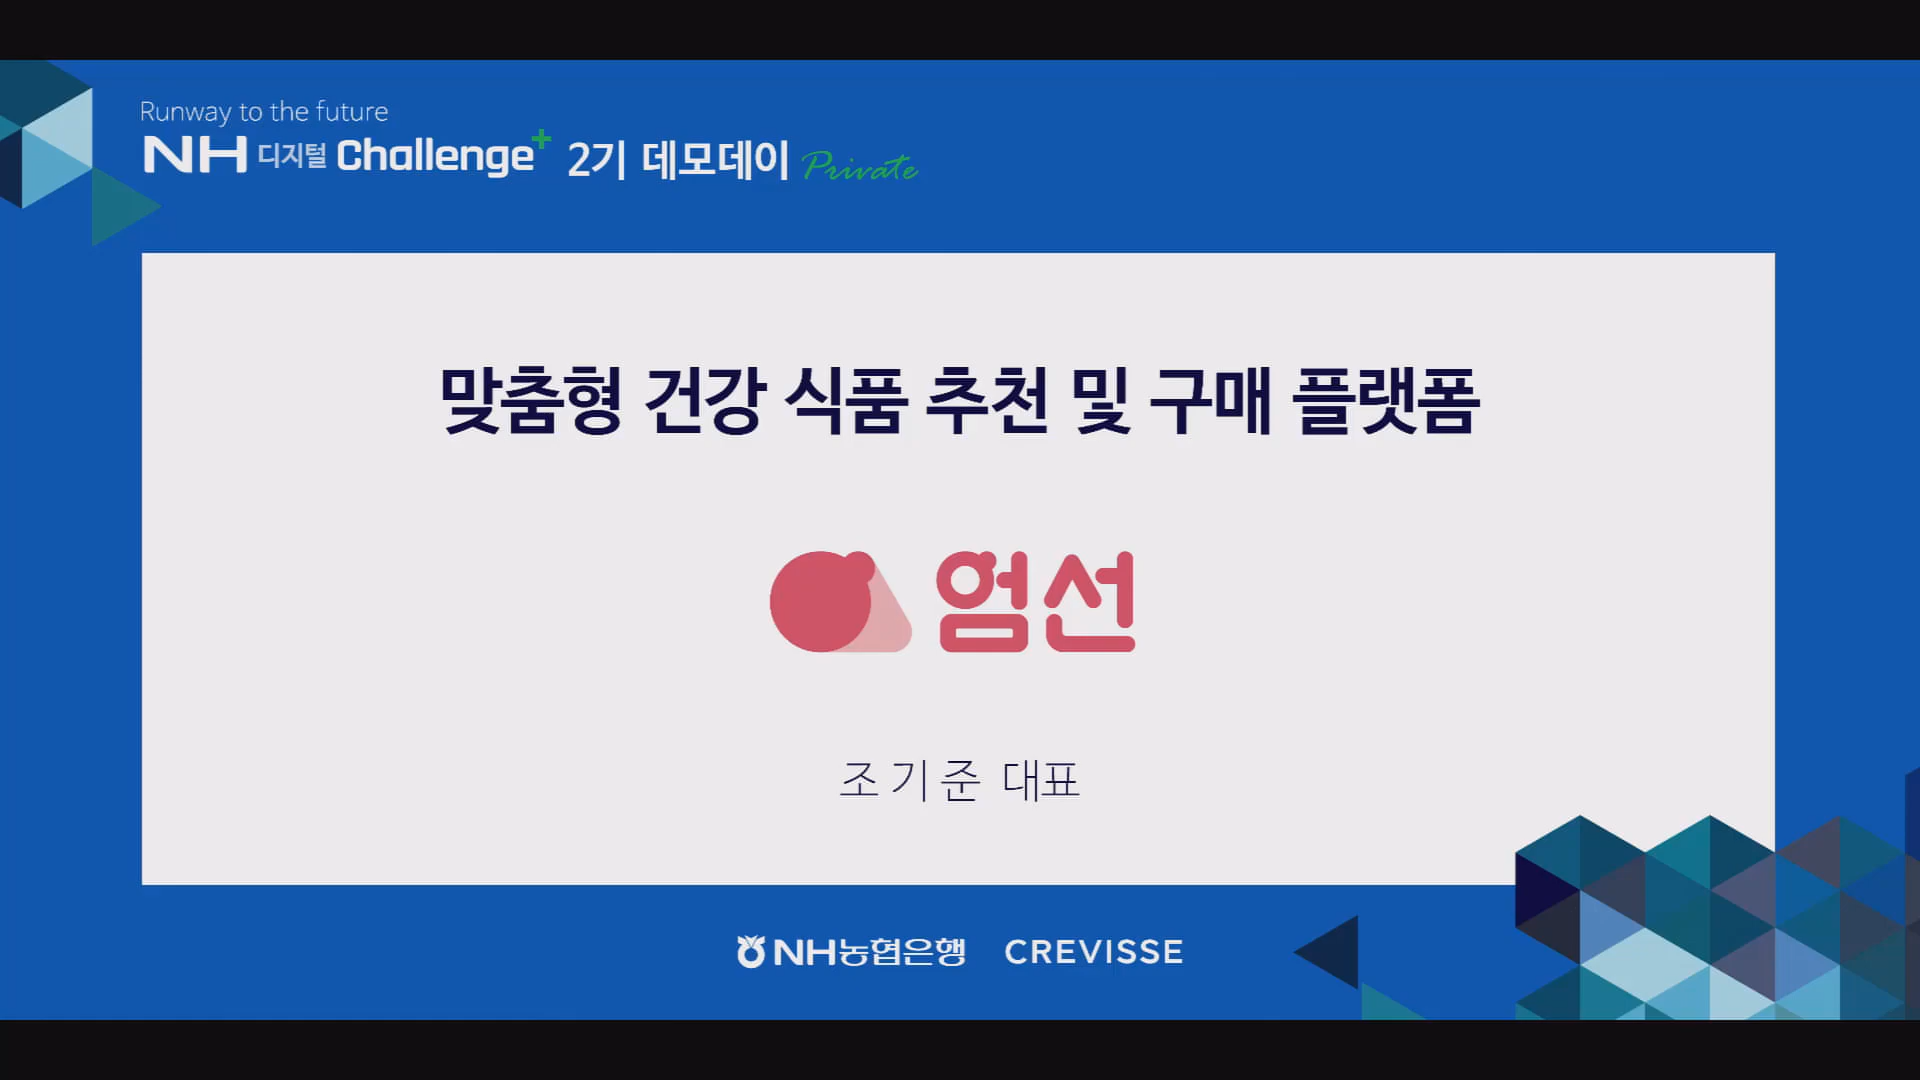 Runway to the future
NH 디지털 Challenge+ 2기 데모데이 Private
맞춤형 건강 식품 추천 및 구매 플랫폼
엄선
조기준 대표
NH농협은행 CREVISSE